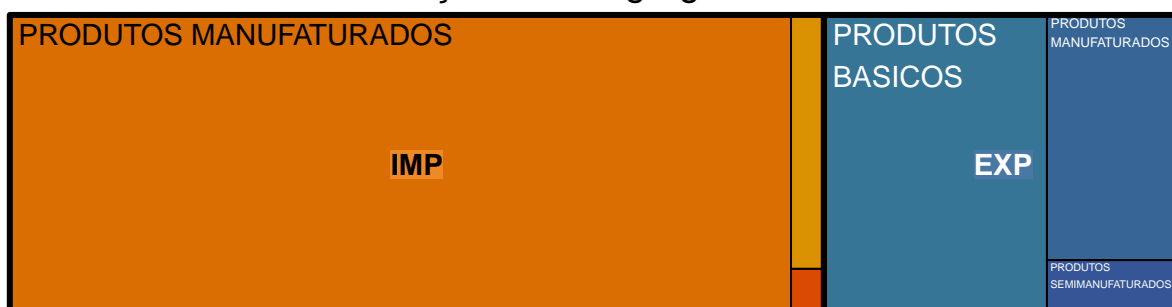 PRODUTOS MANUFATURADOS
IMP
PRODUTOS
BASICOS
EXP
PRODUTOS
MANUFATURADOS
PRODUTOS
SEMIMANUFATURADOS